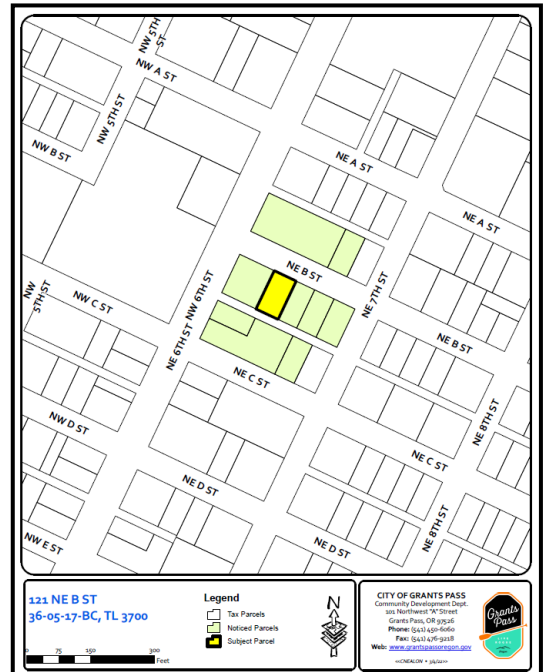 NW 5TH
ST
NW A ST
NW 5TH ST
NW B ST
NE A ST
NE A ST
NE B ST
NW 6TH ST
NE 7TH ST
NW
5TH ST
NW C ST
NE 6TH ST
NE B ST
NE C ST
NE 8TH ST
NW D ST
NE C ST
NE D ST
NE 8TH ST
NW E ST
NE D ST
121 NE B ST
36-05-17-BC, TL 3700
0 75 150 300
Feet
Legend
Tax Parcels
Noticed Parcels
Subject Parcel
N
CITY OF GRANTS PASS
Community Development Dept.
101 Northwest "A" Street
Grants Pass, OR 97526
Phone: (541) 450-6060
Fax: (541) 476-9218
Web: www.grantspassoregon.gov
Grants
Pass